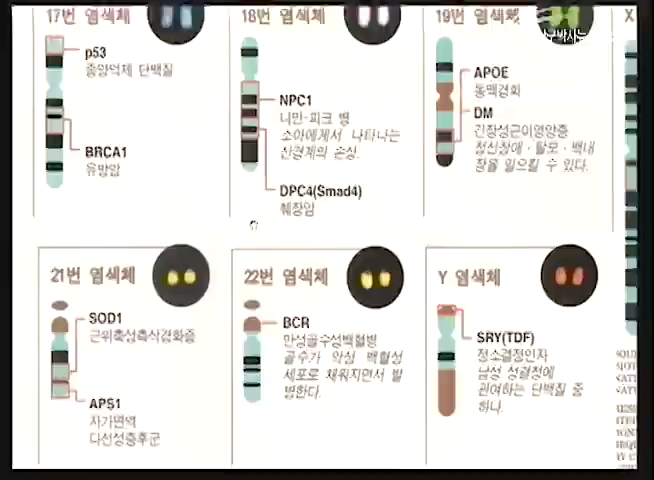 17번 염색체
p53
종양억제 단백질
BRCA1
유방암
18번 염색체
NPC1
니만·피크 병
소아에게서 나타나는
신경계의 손상.
DPC4(Smad4)
췌장암
19번 염색체
APOE
동맥경화
DM
긴장성근이영양증
정신장애·탈모·백내
장을 일으킬 수 있다.
X
21번 염색체
SOD1
근위축성측삭경화증
APS1
자가면역
다선성증후군
22번 염색체
BCR
만성골수성백혈병
골수가 악성 백혈성
세포로 채워지면서 발
병한다.
Y 염색체
SRY(TDF)
정소결정인자
남성 성결정에
관여하는 단백질 중
하나.